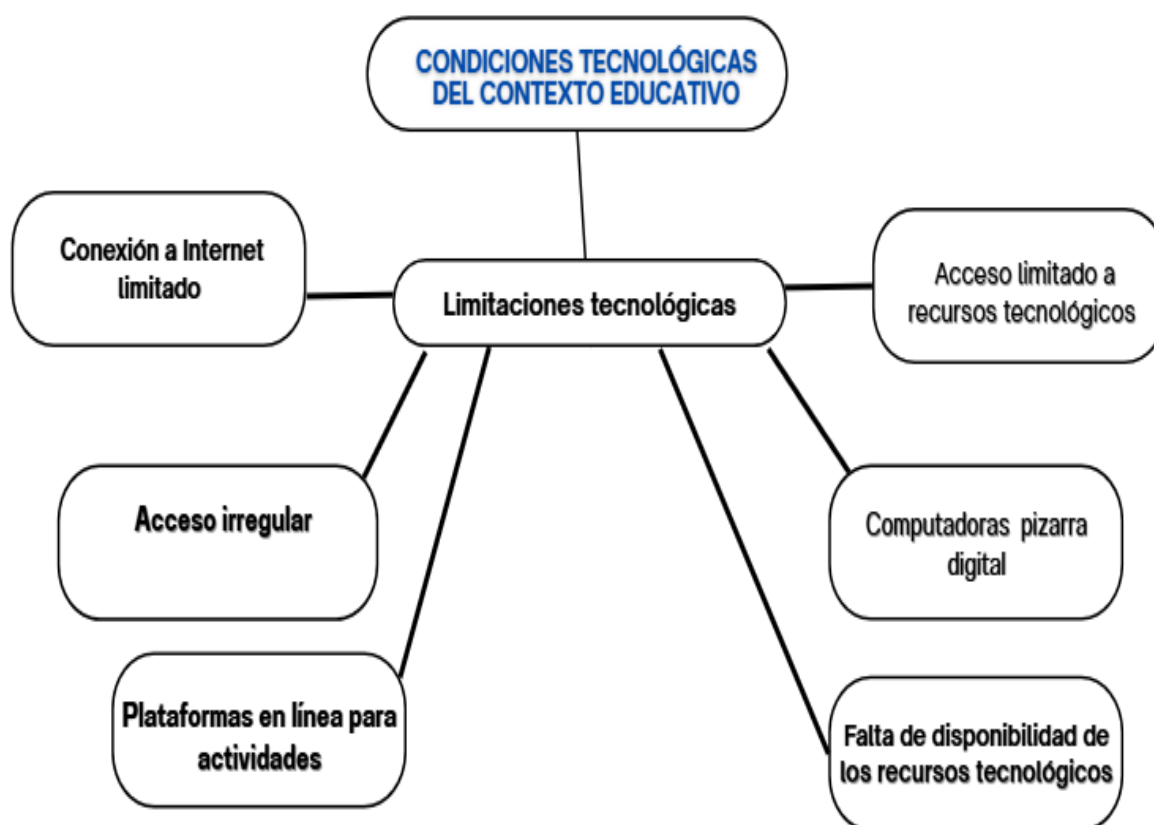 CONDICIONES TECNOLÓGICAS
DEL CONTEXTO EDUCATIVO
Conexión a Internet
limitado
Limitaciones tecnológicas
Acceso limitado a
recursos tecnológicos
Acceso irregular
Computadoras pizarra
digital
Plataformas en línea para
actividades
Falta de disponibilidad de
los recursos tecnológicos